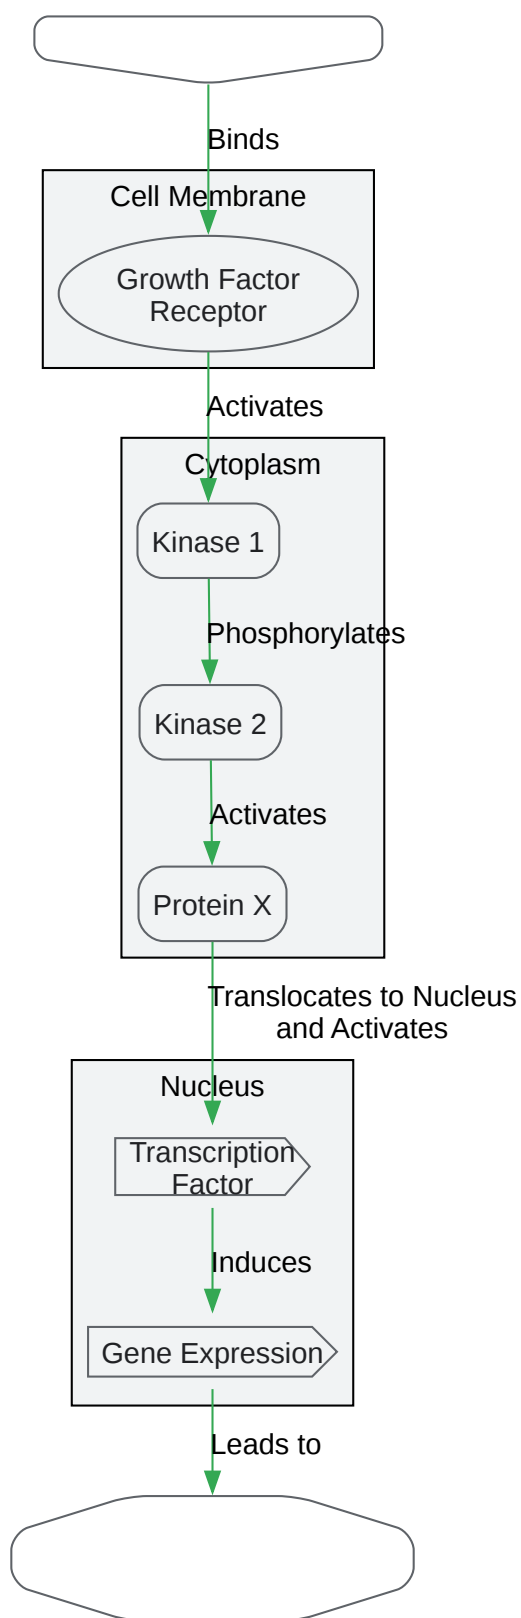 Binds
Cell Membrane
Growth Factor
Receptor
Activates
Cytoplasm
Kinase 1
Phosphorylates
Kinase 2
Activates
Protein X
Translocates to Nucleus
and Activates
Nucleus
Transcription
Factor
Induces
Gene Expression
Leads to